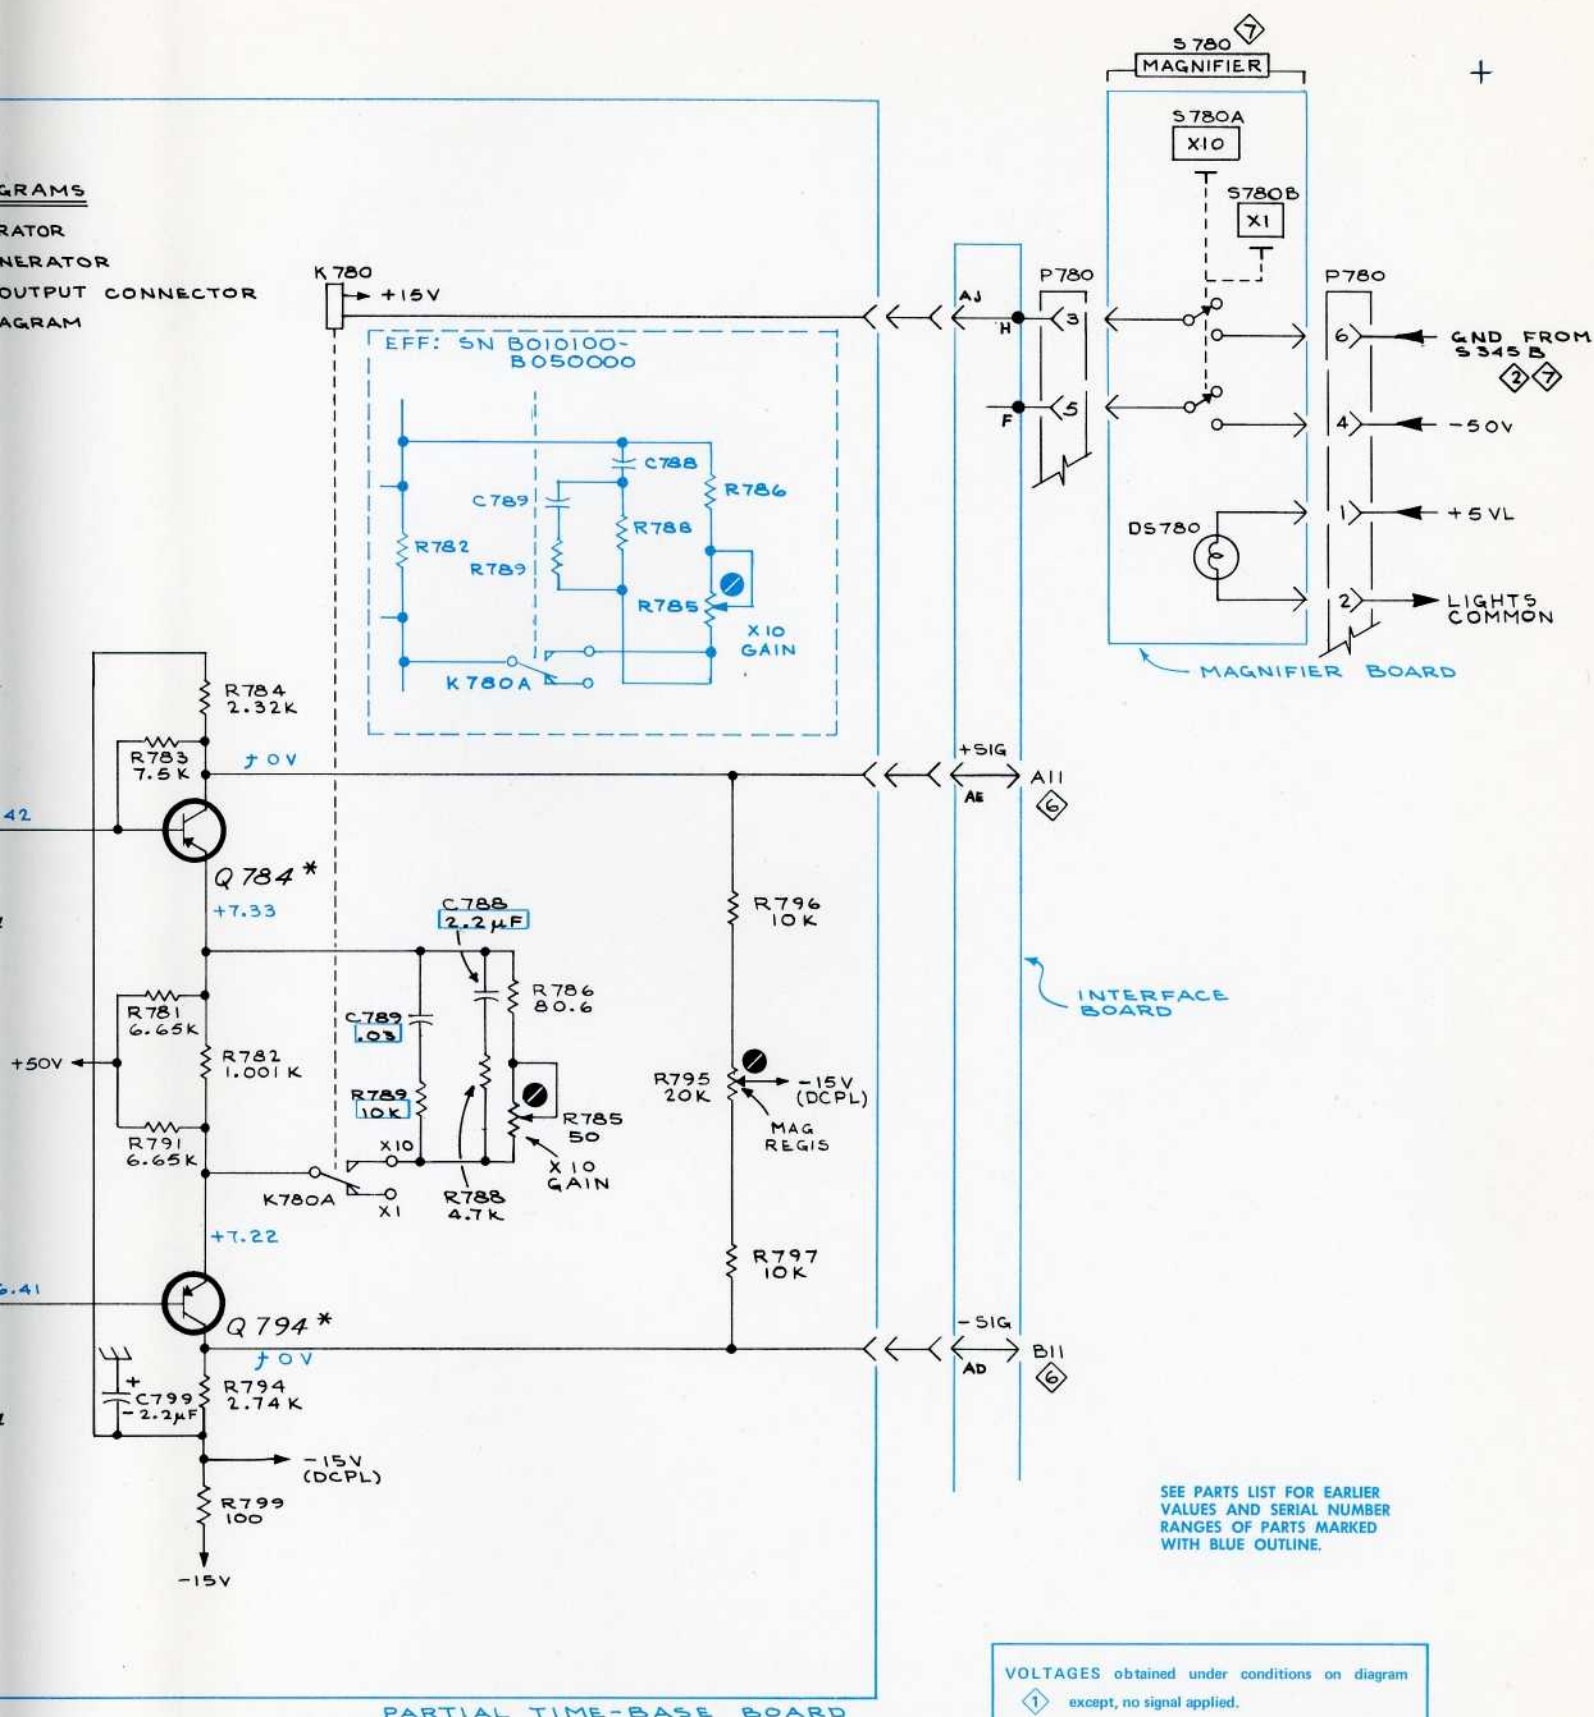 S780 7
MAGNIFIER
+
S780A
X10
S780B
X1
GRAMS
RATOR
NERATOR
OUTPUT CONNECTOR
AGRAM
K780
+15V
P780
P780
AJ
H
3
6
GND FROM
S345B
2 7
F
5
4
-50V
1
+5VL
DS780
2
LIGHTS
COMMON
MAGNIFIER BOARD
EFF: SN B010100-
B050000
C788
R786
C789
R788
R782
R789
R785
X10
GAIN
K780A
R784
2.32K
R783
7.5K
ƒ 0V
+SIG
A11
AE
6
42
Q784*
+7.33
C788
2.2µF
R796
10K
R786
80.6
R781
6.65K
C789
.03
+50V
R782
1.001K
R789
10K
R795
20K
-15V
(DCPL)
MAG
REGIS
R785
50
R791
6.65K
X10
X10
GAIN
K780A
X1
R788
4.7K
INTERFACE
BOARD
+7.22
R797
10K
6.41
Q794*
-SIG
B11
AD
6
ƒ 0V
R794
2.74K
+
C799
2.2µF
-15V
(DCPL)
R799
100
-15V
SEE PARTS LIST FOR EARLIER
VALUES AND SERIAL NUMBER
RANGES OF PARTS MARKED
WITH BLUE OUTLINE.
VOLTAGES obtained under conditions on diagram
1 except, no signal applied.
PARTIAL TIME-BASE BOARD